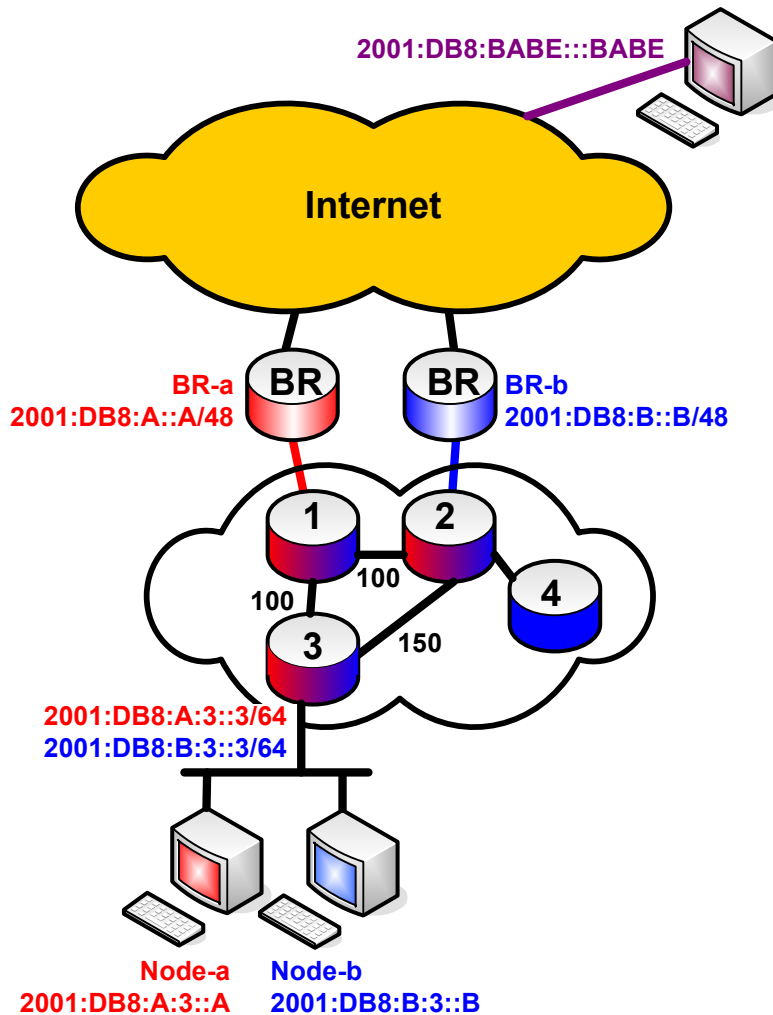 2001:DB8:BABE:::BABE
Internet
BR
BR
BR-a
2001:DB8:A::A/48
BR-b
2001:DB8:B::B/48
1
2
100
4
100
3
150
2001:DB8:A:3::3/64
2001:DB8:B:3::3/64
Node-a
2001:DB8:A:3::A
Node-b
2001:DB8:B:3::B